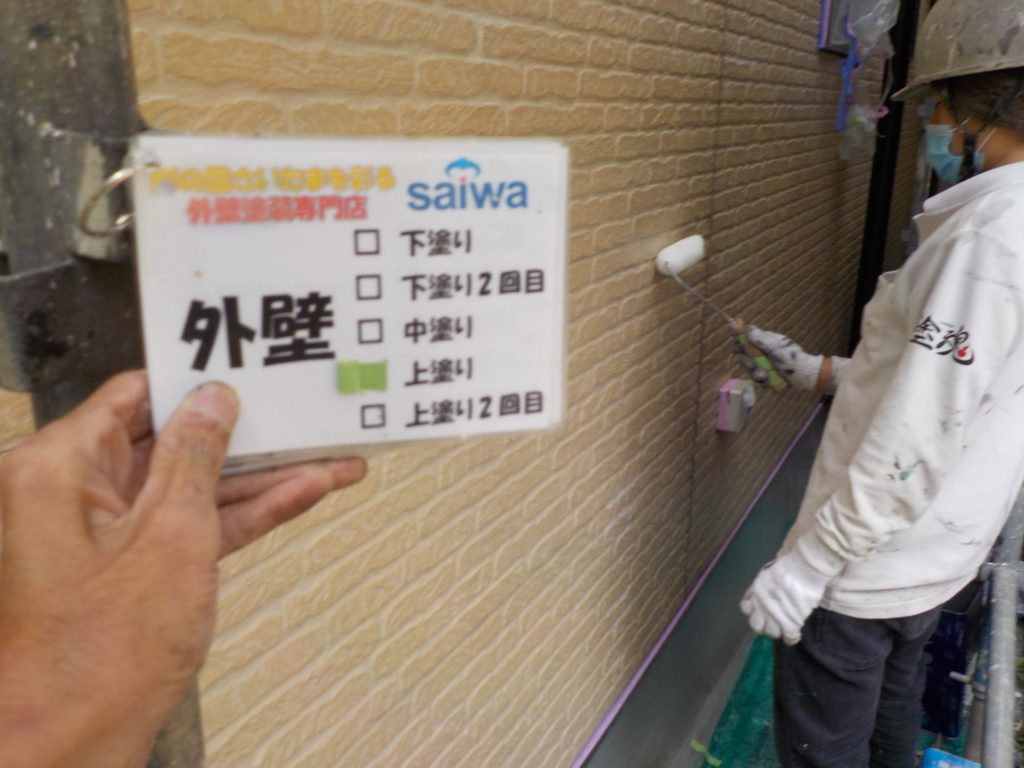 外壁塗装専門店
saiwa
外壁
□ 下塗り
□ 下塗り2回目
□ 中塗り
上塗り
□ 上塗り2回目
魂